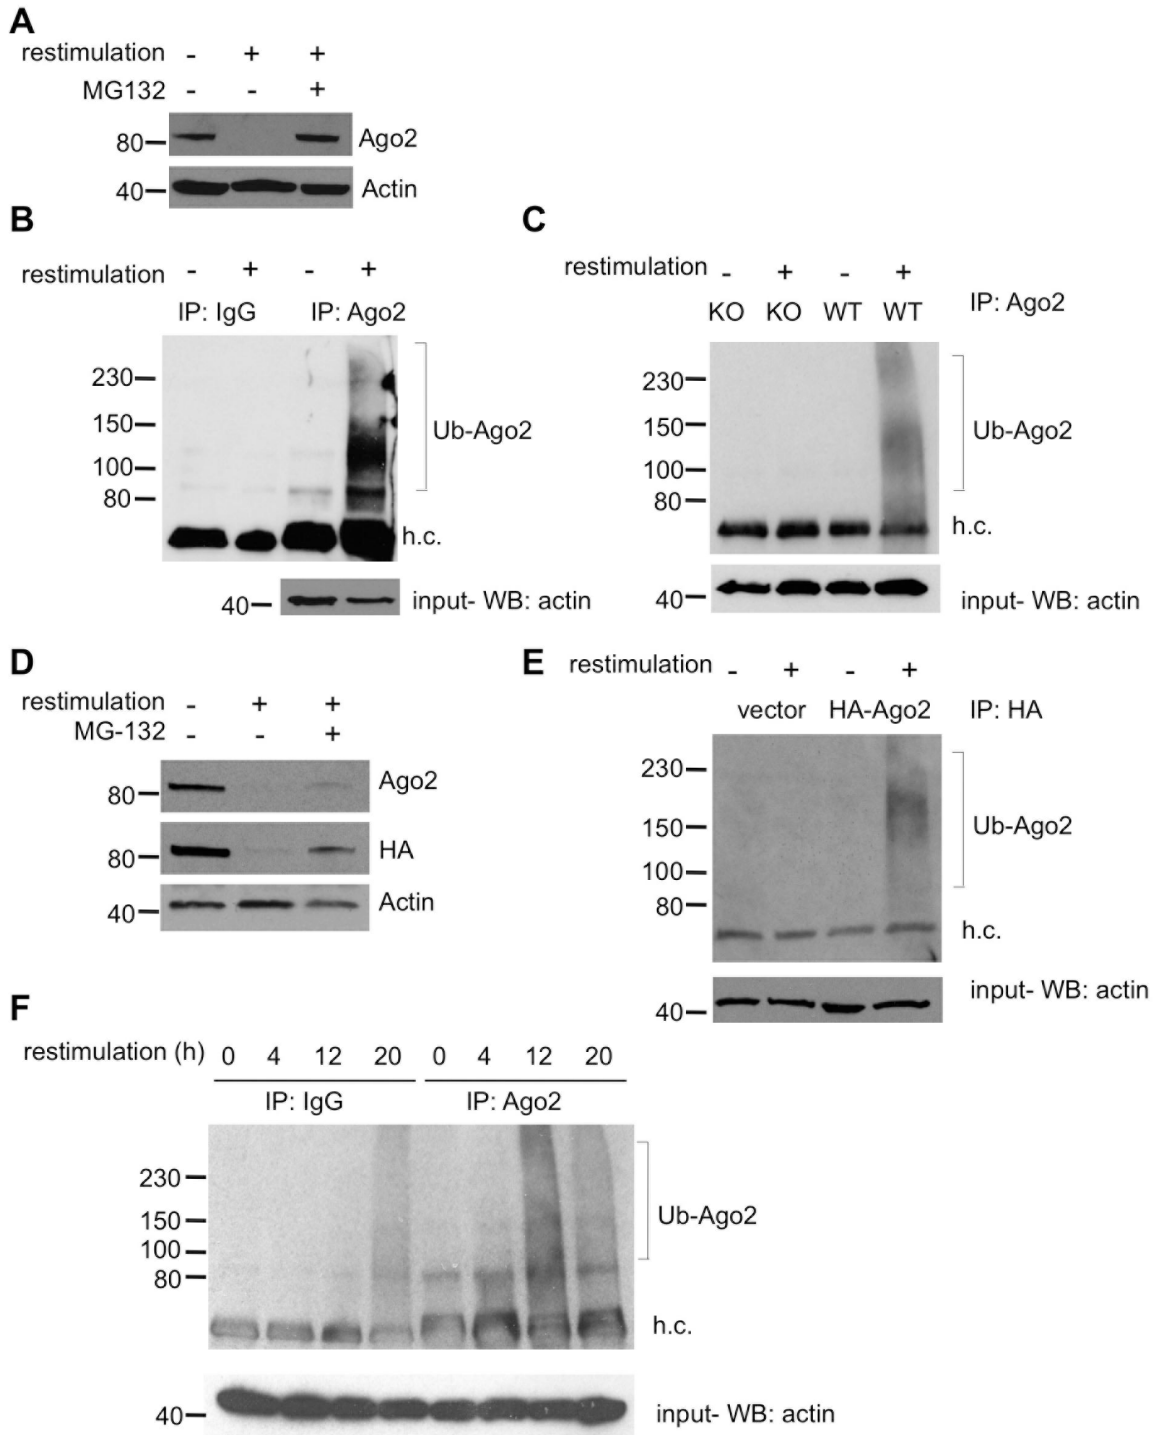 A
restimulation - + +
MG132 - - +
80 Ago2
40 Actin
B
restimulation - + - +
IP: IgG IP: Ago2
230
150
Ub-Ago2
100
80
h.c.
40 input- WB: actin
C
restimulation - + - +
KO KO WT WT IP: Ago2
230
150
Ub-Ago2
100
80
h.c.
40 input- WB: actin
D
restimulation - + +
MG-132 - - +
80 Ago2
80 HA
40 Actin
E
restimulation - + - +
vector HA-Ago2 IP: HA
230
150
Ub-Ago2
100
80
h.c.
40 input- WB: actin
F
restimulation (h) 0 4 12 20 0 4 12 20
IP: IgG IP: Ago2
230
150
Ub-Ago2
100
80
h.c.
40 input- WB: actin